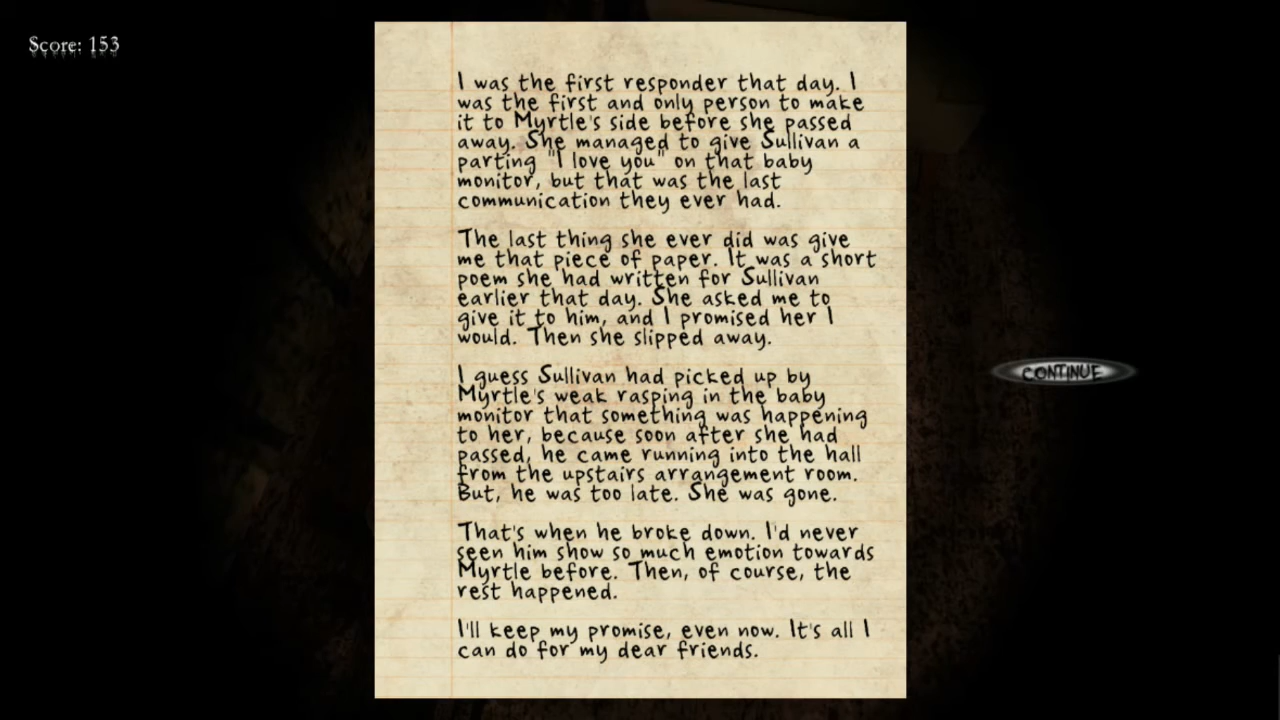 Score: 153
I was the first responder that day. I
was the first and only person to make
it to Myrtle's side before she passed
away. She managed to give Sullivan a
parting "I love you" on that baby
monitor, but that was the last
communication they ever had.
The last thing she ever did was give
me that piece of paper. It was a short
poem she had written for Sullivan
earlier that day. She asked me to
give it to him, and I promised her I
would. Then she slipped away.
I guess Sullivan had picked up by
Myrtle's weak rasping in the baby
monitor that something was happening
to her, because soon after she had
passed, he came running into the hall
from the upstairs arrangement room.
But, he was too late. She was gone.
That's when he broke down. I'd never
seen him show so much emotion towards
Myrtle before. Then, of course, the
rest happened.
I'll keep my promise, even now. It's all I
can do for my dear friends.
CONTINUE